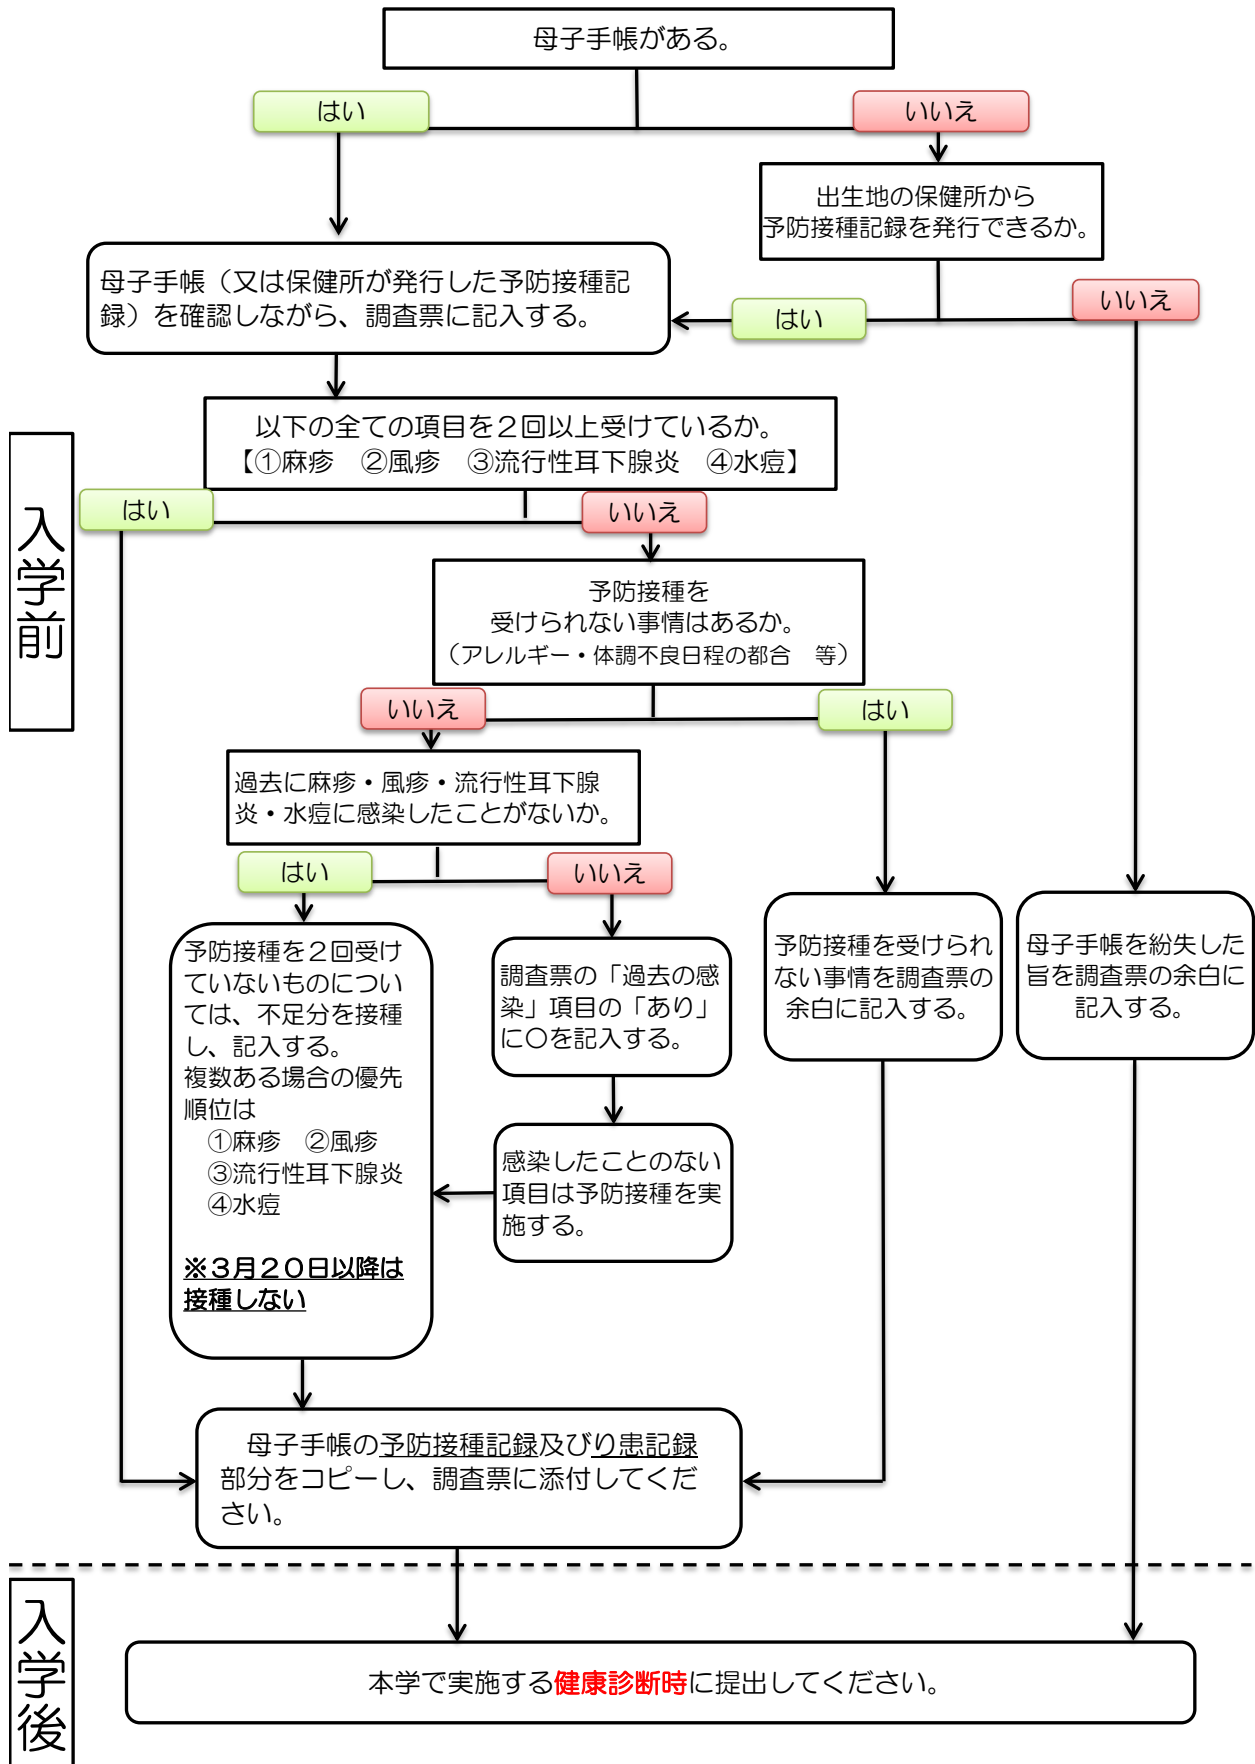 母子手帳がある。
はい
いいえ
出生地の保健所から
予防接種記録を発行できるか。
母子手帳（又は保健所が発行した予防接種記
録）を確認しながら、調査票に記入する。
はい
いいえ
入学前
以下の全ての項目を２回以上受けているか。
【①麻疹　②風疹　③流行性耳下腺炎　④水痘】
はい
いいえ
予防接種を
受けられない事情はあるか。
（アレルギー・体調不良日程の都合　等）
いいえ
はい
過去に麻疹・風疹・流行性耳下腺
炎・水痘に感染したことがないか。
はい
いいえ
予防接種を２回受け
ていないものについ
ては、不足分を接種
し、記入する。
複数ある場合の優先
順位は
①麻疹　②風疹
③流行性耳下腺炎
④水痘
※３月２０日以降は
接種しない
調査票の「過去の感
染」項目の「あり」
に〇を記入する。
感染したことのない
項目は予防接種を実
施する。
予防接種を受けられ
ない事情を調査票の
余白に記入する。
母子手帳を紛失した
旨を調査票の余白に
記入する。
母子手帳の予防接種記録及びり患記録
部分をコピーし、調査票に添付してくだ
さい。
入学後
本学で実施する健康診断時に提出してください。